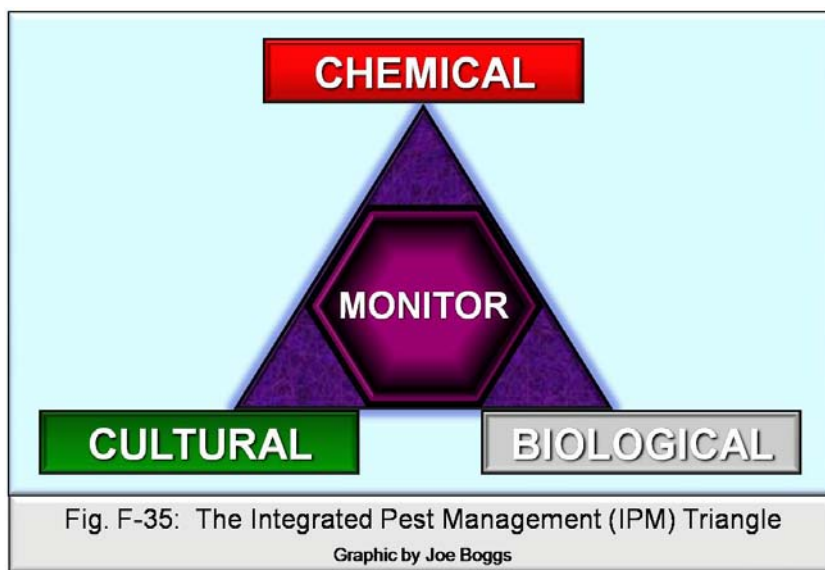 CHEMICAL
MONITOR
CULTURAL
BIOLOGICAL
Fig. F-35: The Integrated Pest Management (IPM) Triangle
Graphic by Joe Boggs